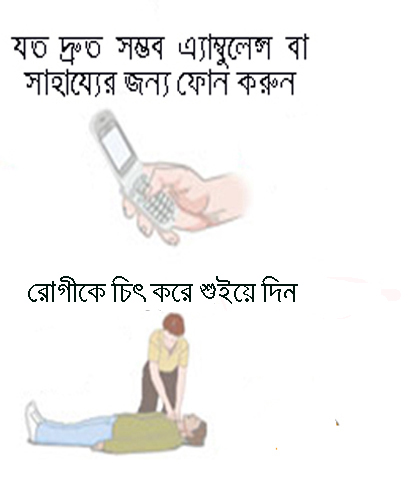 যত দ্রুত সম্ভব এ্যাম্বুলেন্স বা
সাহায্যের জন্য ফোন করুন
রোগীকে চিৎ করে শুইয়ে দিন